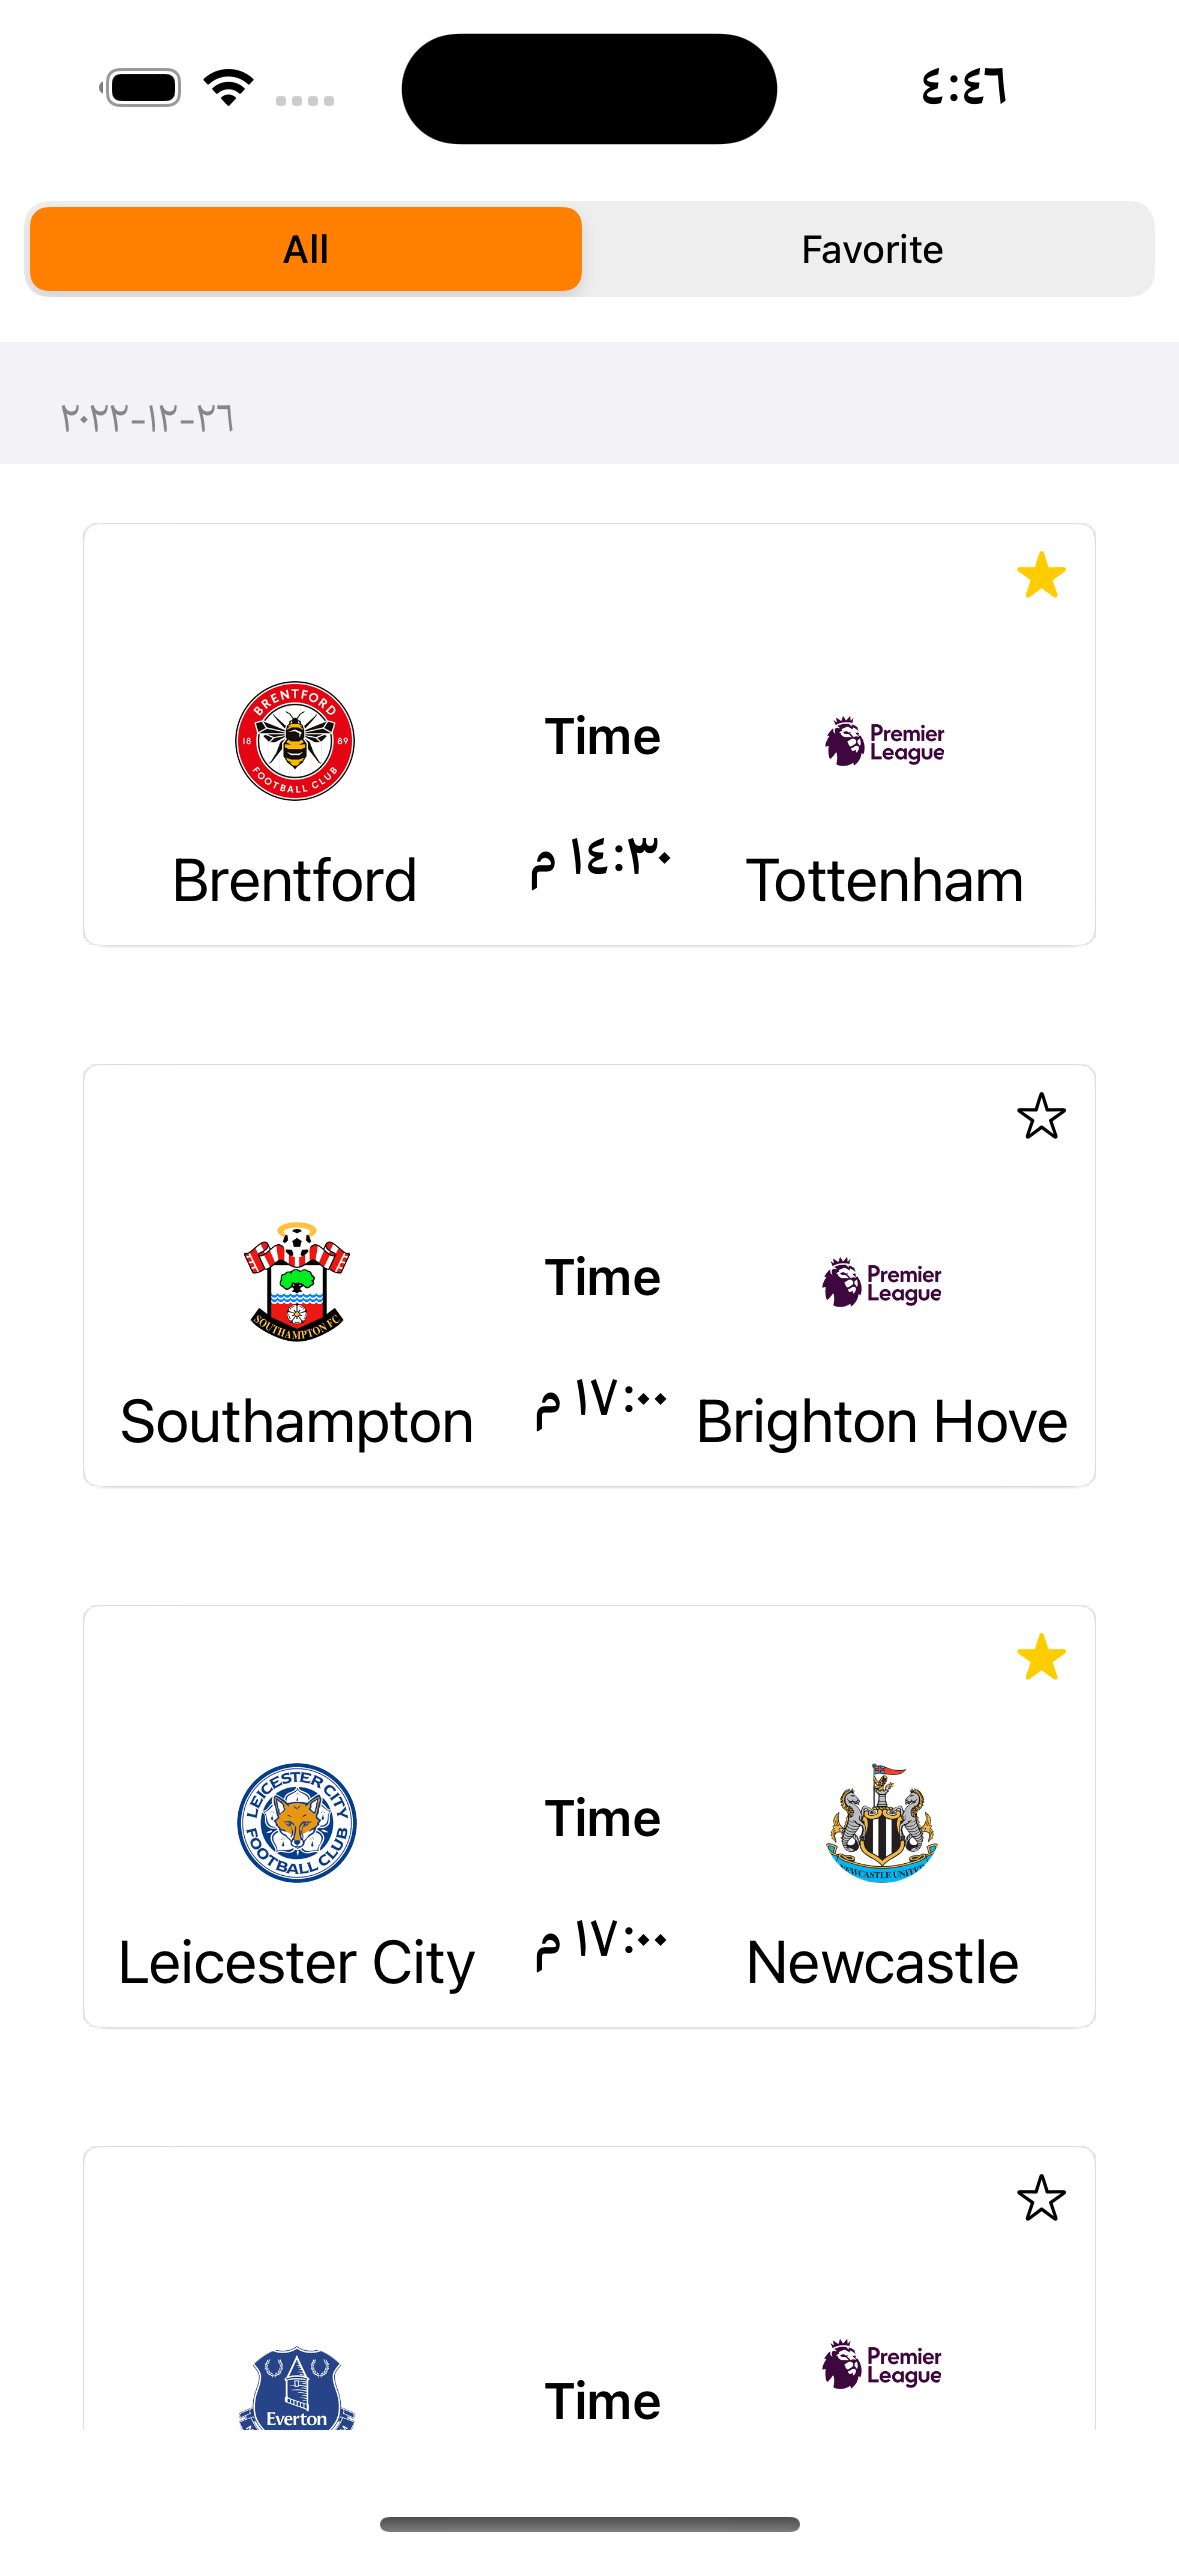 ٤:٤٦
All
Favorite
٢٠٢٢-١٢-٢٦
BRENTFORD
18 89
FOOTBALL CLUB
Time
Premier
League
Brentford
١٤:٣٠ م
Tottenham
SOUTHAMPTON FC
Time
Premier
League
Southampton
١٧:٠٠ م
Brighton Hove
LEICESTER CITY
FOOTBALL CLUB
Time
NEWCASTLE UNITED
Leicester City
١٧:٠٠ م
Newcastle
Everton
Time
Premier
League